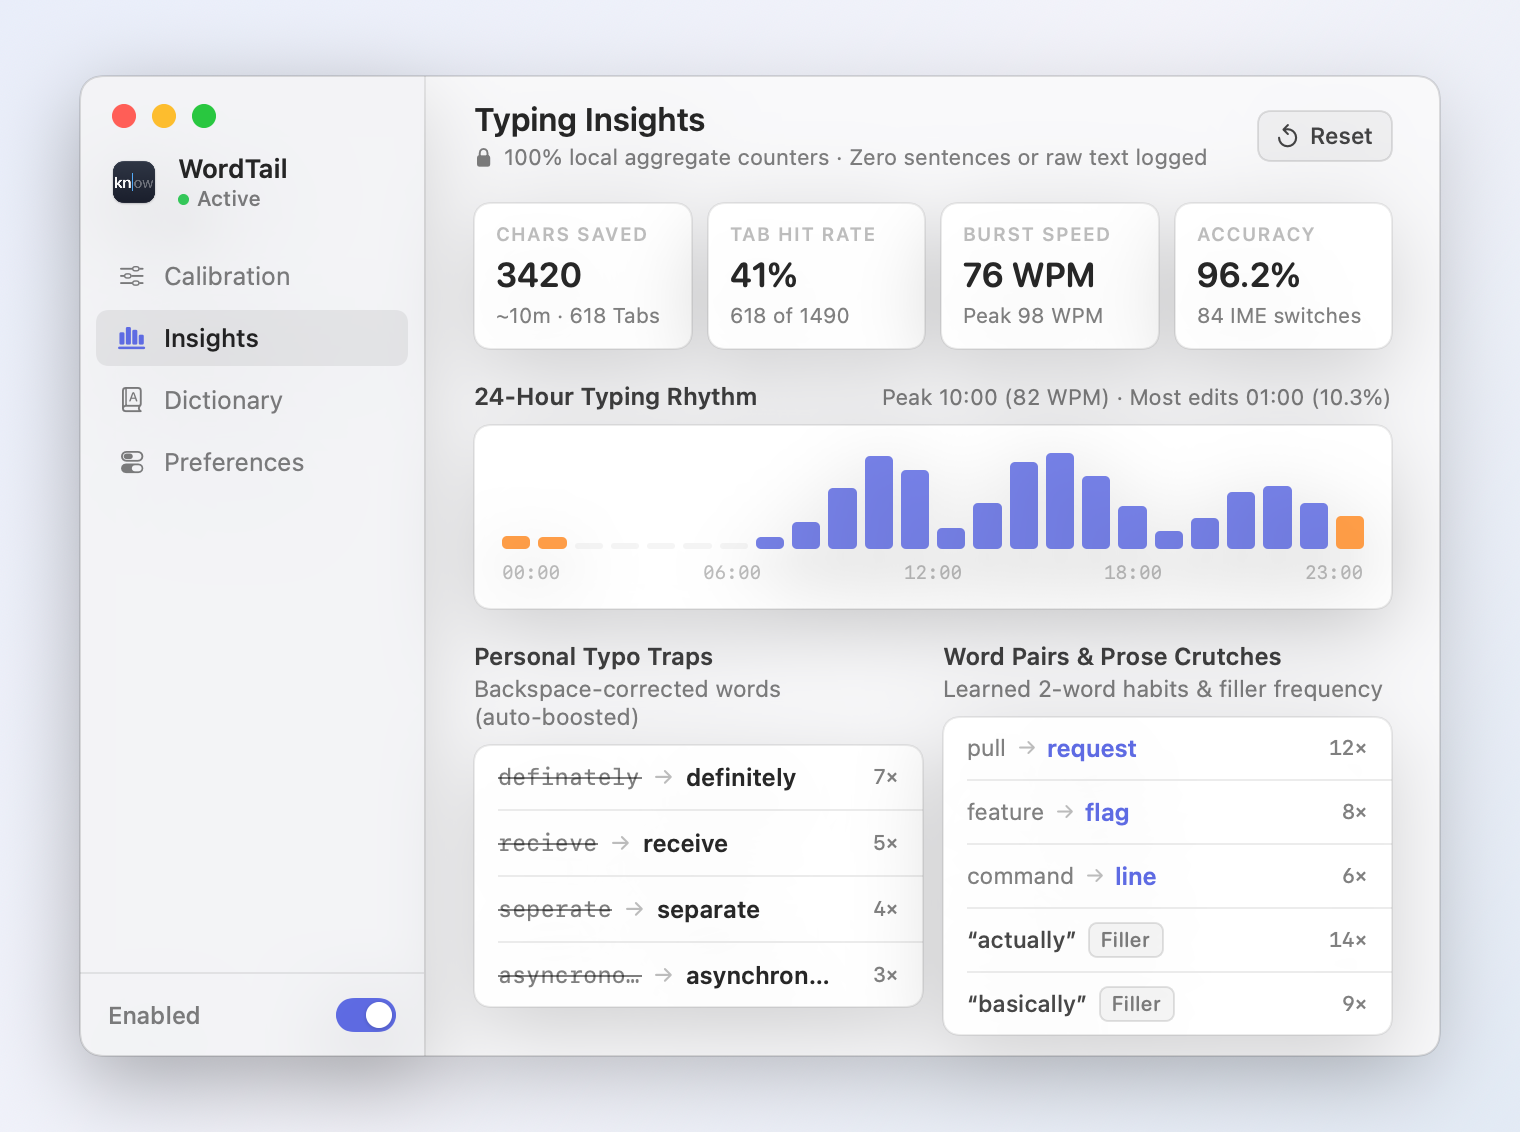 WordTail
Active
know
Calibration
Insights
Dictionary
Preferences
Enabled
Typing Insights
100% local aggregate counters · Zero sentences or raw text logged
Reset
CHARS SAVED
3420
~10m · 618 Tabs
TAB HIT RATE
41%
618 of 1490
BURST SPEED
76 WPM
Peak 98 WPM
ACCURACY
96.2%
84 IME switches
24-Hour Typing Rhythm
Peak 10:00 (82 WPM) · Most edits 01:00 (10.3%)
00:00 06:00 12:00 18:00 23:00
Personal Typo Traps
Backspace-corrected words
(auto-boosted)
definately → definitely 7×
recieve → receive 5×
seperate → separate 4×
asyncrono… → asynchron… 3×
Word Pairs & Prose Crutches
Learned 2-word habits & filler frequency
pull → request 12×
feature → flag 8×
command → line 6×
“actually” Filler 14×
“basically” Filler 9×